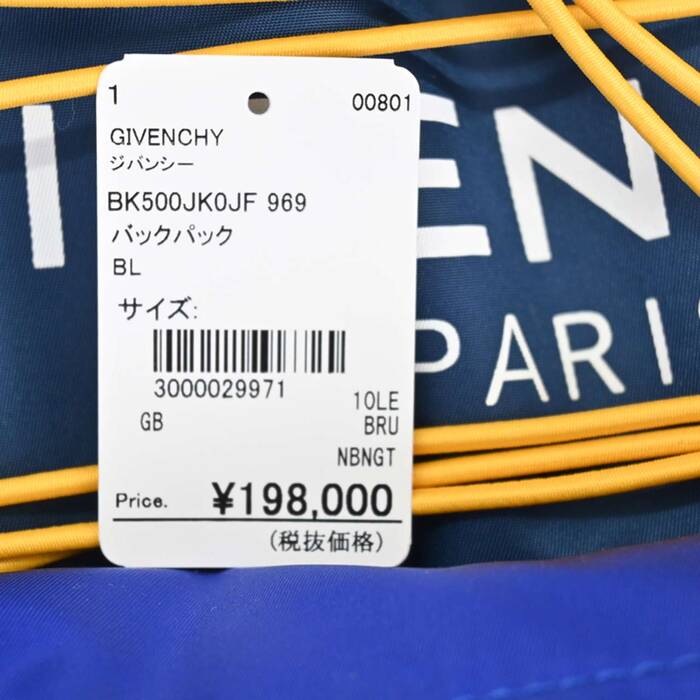 1 00801
GIVENCHY
ジバンシー
BK500JK0JF 969
バックパック
BL
サイズ:
3000029971
10LE
GB BRU
NBNGT
Price. ¥198,000
(税抜価格)
EN
PARI